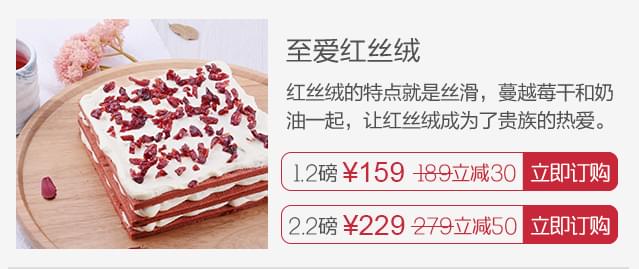 至爱红丝绒
红丝绒的特点就是丝滑，蔓越莓干和奶
油一起，让红丝绒成为了贵族的热爱。
1.2磅 ¥159 189立减30 立即订购
2.2磅 ¥229 279立减50 立即订购